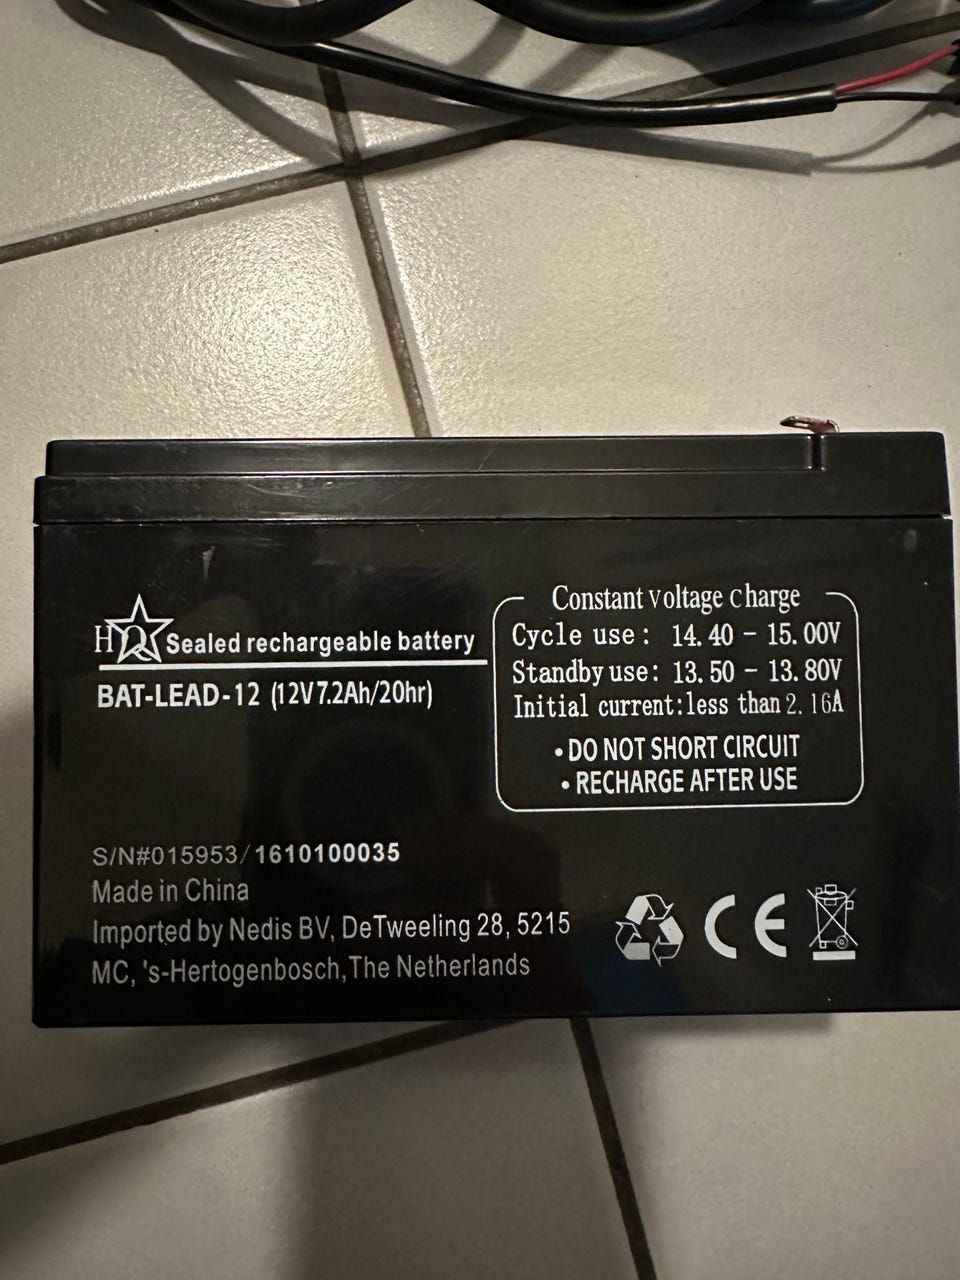 HQ Sealed rechargeable battery
BAT-LEAD-12 (12V7.2Ah/20hr)
Constant voltage charge
Cycle use: 14.40 - 15.00V
Standby use: 13.50 - 13.80V
Initial current:less than 2.16A
• DO NOT SHORT CIRCUIT
• RECHARGE AFTER USE
S/N#015953/1610100035
Made in China
Imported by Nedis BV, DeTweeling 28, 5215
MC, 's-Hertogenbosch, The Netherlands
CE